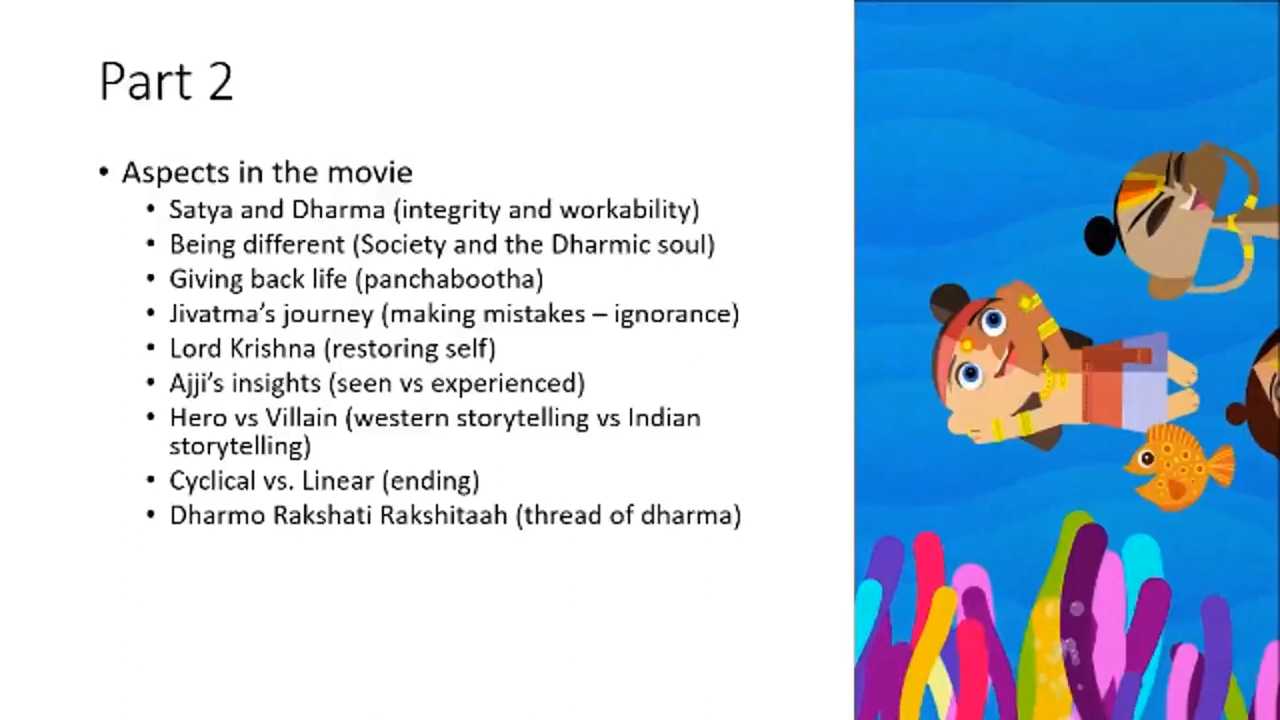 Part 2
• Aspects in the movie
• Satya and Dharma (integrity and workability)
• Being different (Society and the Dharmic soul)
• Giving back life (panchabootha)
• Jivatma’s journey (making mistakes – ignorance)
• Lord Krishna (restoring self)
• Ajji’s insights (seen vs experienced)
• Hero vs Villain (western storytelling vs Indian
storytelling)
• Cyclical vs. Linear (ending)
• Dharmo Rakshati Rakshitaah (thread of dharma)